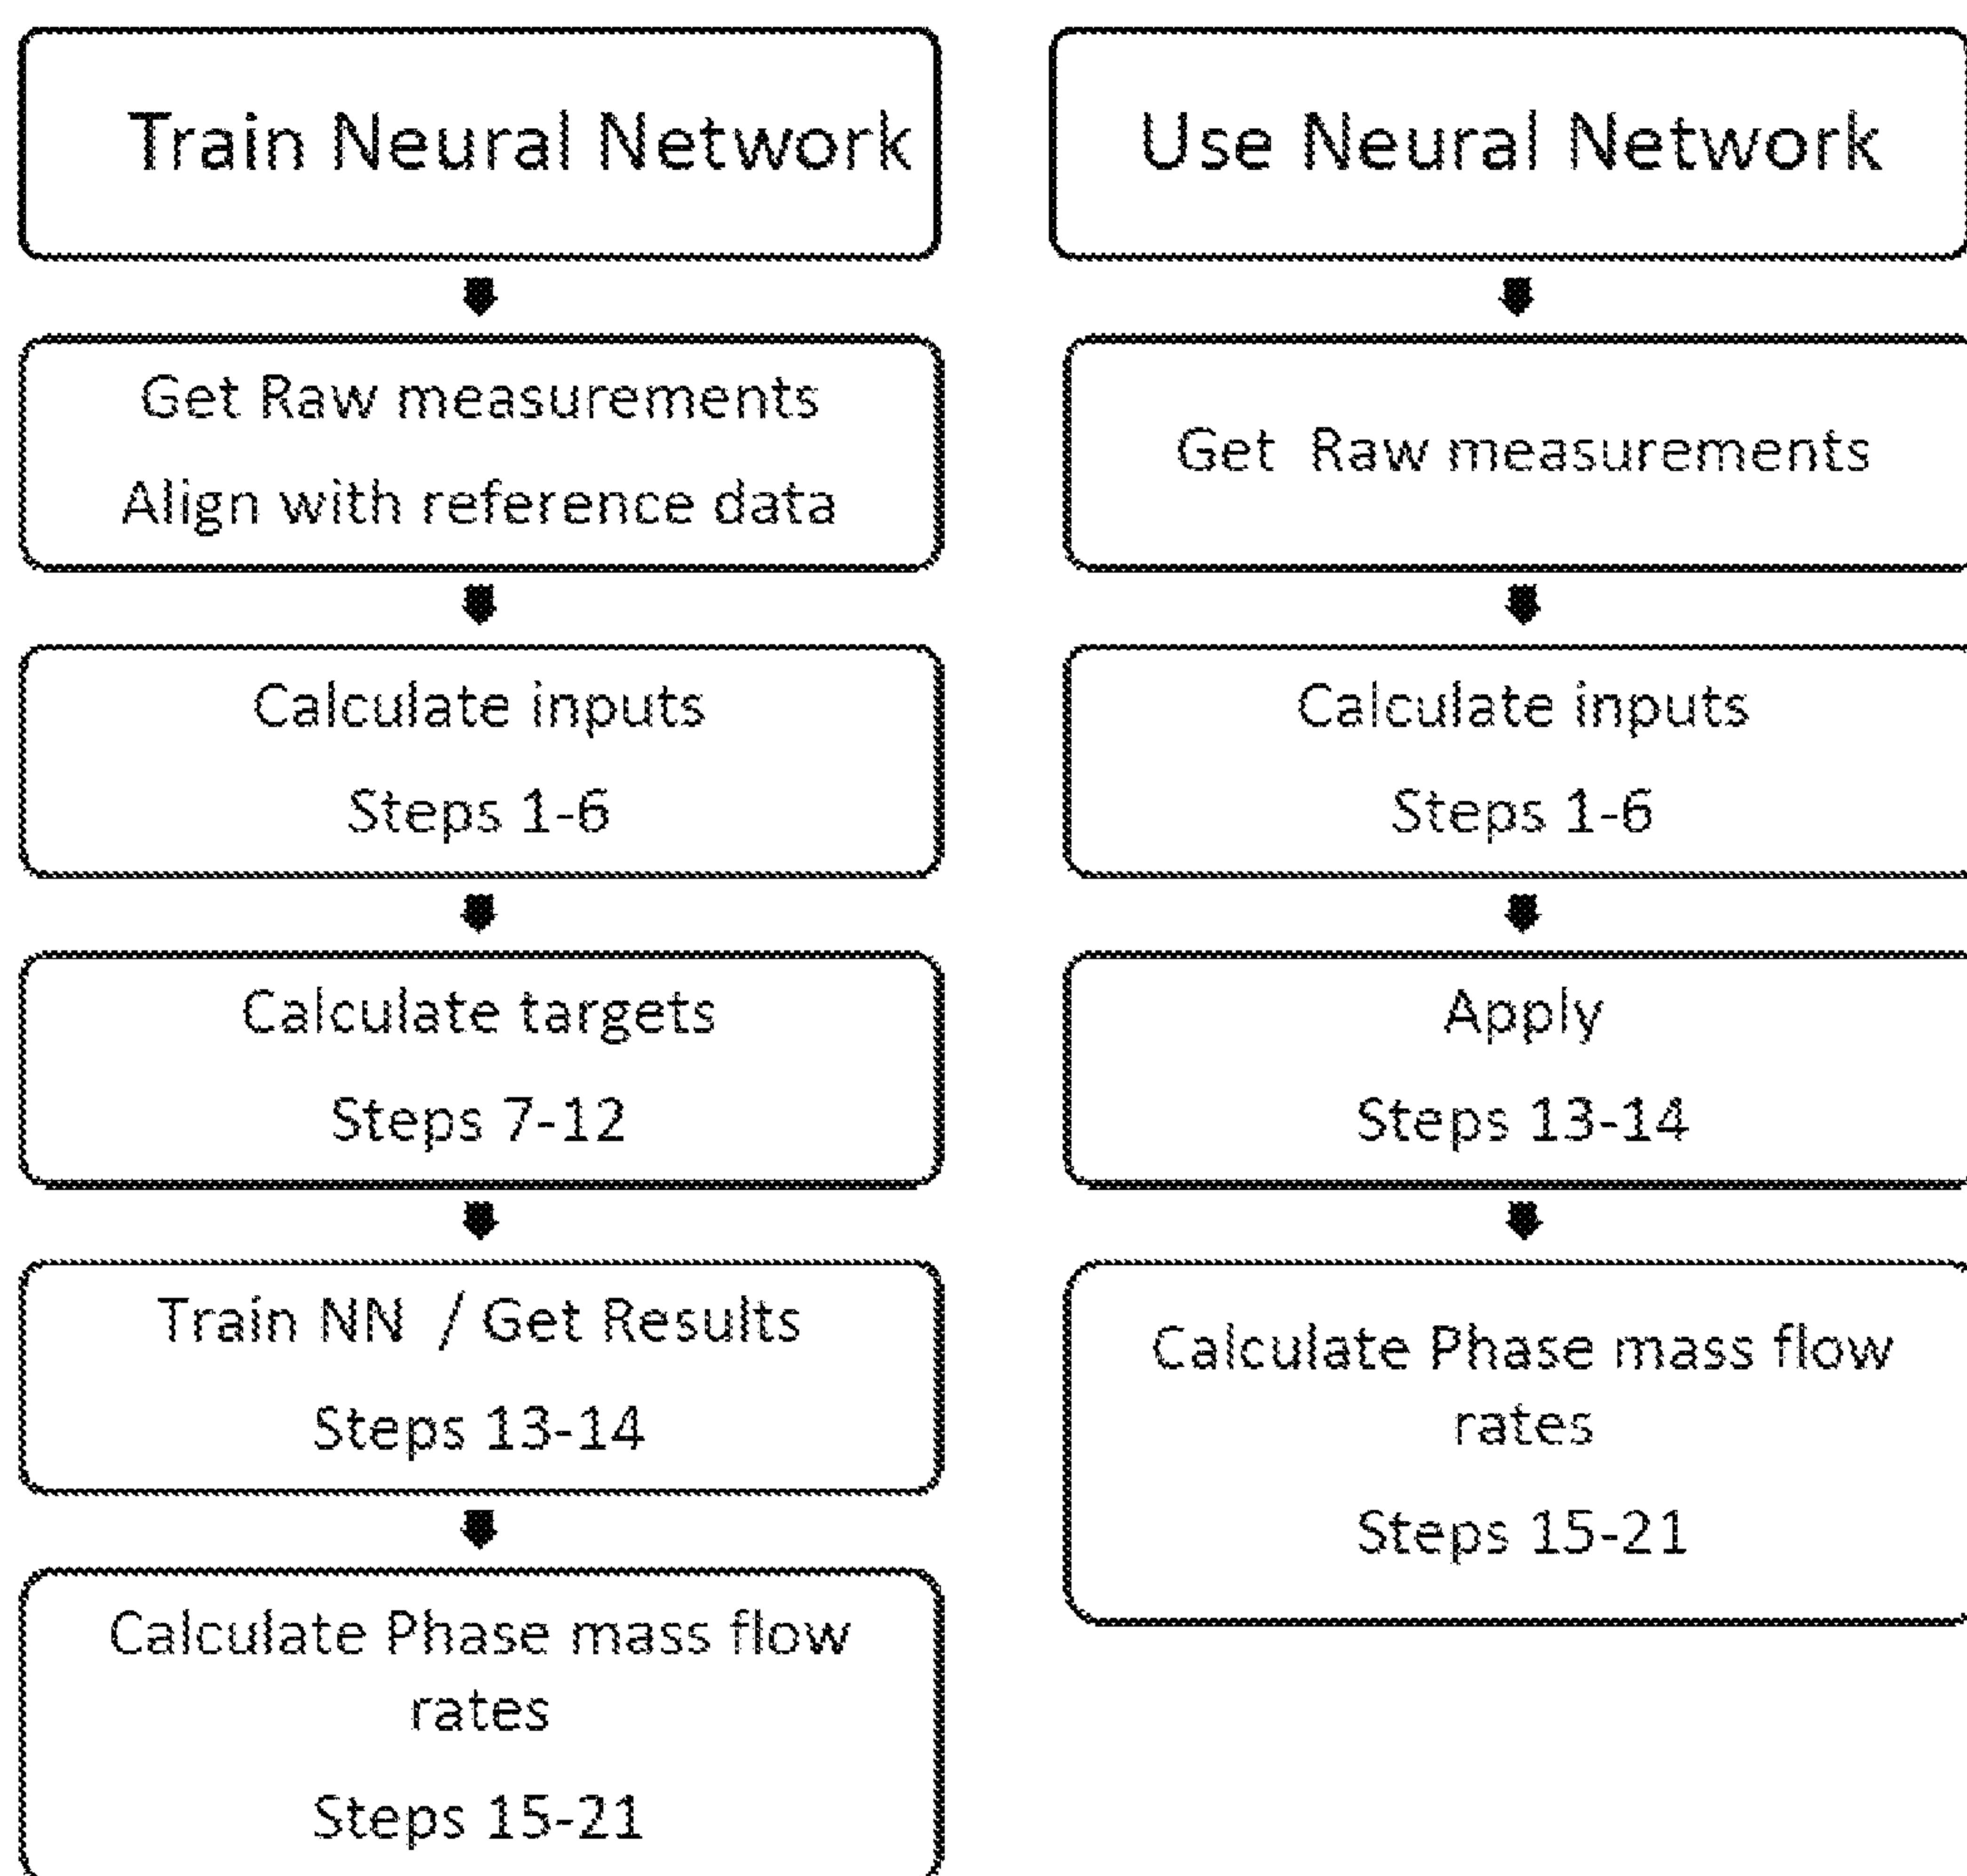 Train Neural Network
Get Raw measurements
Align with reference data
Calculate inputs
Steps 1-6
Calculate targets
Steps 7-12
Train NN / Get Results
Steps 13-14
Calculate Phase mass flow
rates
Steps 15-21
Use Neural Network
Get Raw measurements
Calculate inputs
Steps 1-6
Apply
Steps 13-14
Calculate Phase mass flow
rates
Steps 15-21